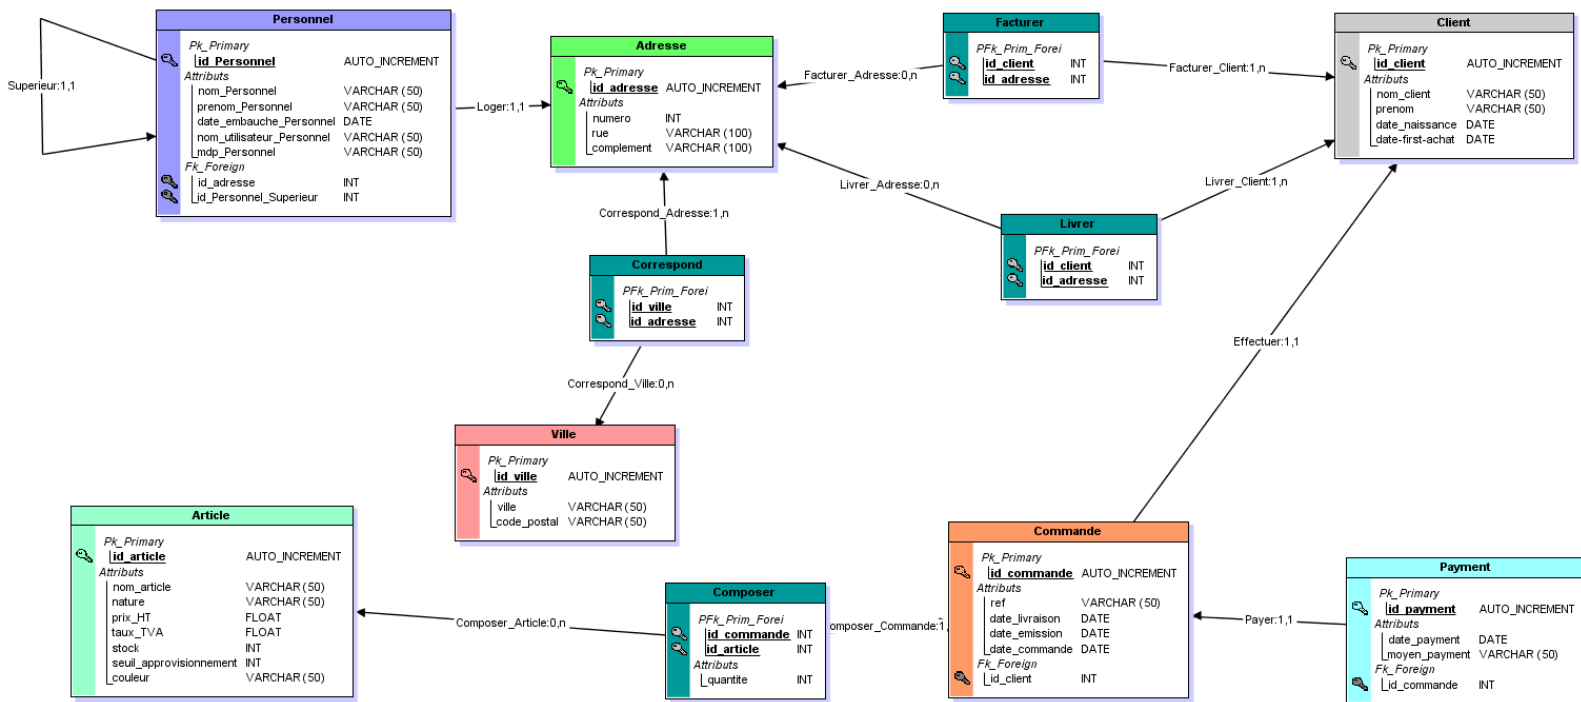 Personnel
Pk_Primary
id_Personnel AUTO_INCREMENT
Attributs
nom_Personnel VARCHAR (50)
prenom_Personnel VARCHAR (50)
date_embauche_Personnel DATE
nom_utilisateur_Personnel VARCHAR (50)
mdp_Personnel VARCHAR (50)
Fk_Foreign
id_adresse INT
id_Personnel_Superieur INT
Superieur:1,1
Loger:1,1
Adresse
Pk_Primary
id_adresse AUTO_INCREMENT
Attributs
numero INT
rue VARCHAR (100)
complement VARCHAR (100)
Facturer_Adresse:0,n
Facturer
PFk_Prim_Forei
id_client INT
id_adresse INT
Facturer_Client:1,n
Client
Pk_Primary
id_client AUTO_INCREMENT
Attributs
nom_client VARCHAR (50)
prenom VARCHAR (50)
date_naissance DATE
date-first-achat DATE
Livrer_Adresse:0,n
Livrer_Client:1,n
Livrer
PFk_Prim_Forei
id_client INT
id_adresse INT
Correspond_Adresse:1,n
Correspond
PFk_Prim_Forei
id_ville INT
id_adresse INT
Correspond_Ville:0,n
Effectuer:1,1
Ville
Pk_Primary
id_ville AUTO_INCREMENT
Attributs
ville VARCHAR (50)
code_postal VARCHAR (50)
Article
Pk_Primary
id_article AUTO_INCREMENT
Attributs
nom_article VARCHAR (50)
nature VARCHAR (50)
prix_HT FLOAT
taux_TVA FLOAT
stock INT
seuil_approvisionnement INT
couleur VARCHAR (50)
Composer_Article:0,n
Composer
PFk_Prim_Forei
id_commande INT
id_article INT
Attributs
quantite INT
omposer_Commande:1,
Commande
Pk_Primary
id_commande AUTO_INCREMENT
Attributs
ref VARCHAR (50)
date_livraison DATE
date_emission DATE
date_commande DATE
Fk_Foreign
id_client INT
Payer:1,1
Payment
Pk_Primary
id_payment AUTO_INCREMENT
Attributs
date_payment DATE
moyen_payment VARCHAR (50)
Fk_Foreign
id_commande INT